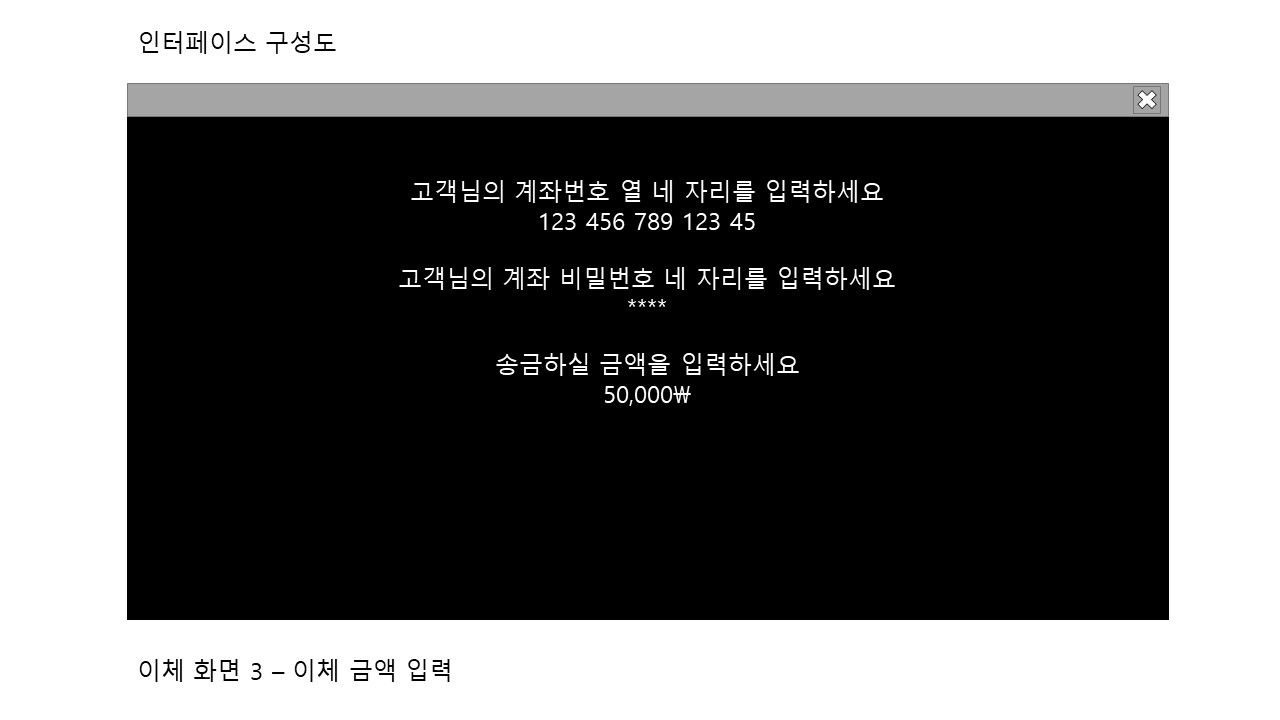 인터페이스 구성도
고객님의 계좌번호 열 네 자리를 입력하세요
123 456 789 123 45
고객님의 계좌 비밀번호 네 자리를 입력하세요
****
송금하실 금액을 입력하세요
50,000₩
이체 화면 3 – 이체 금액 입력